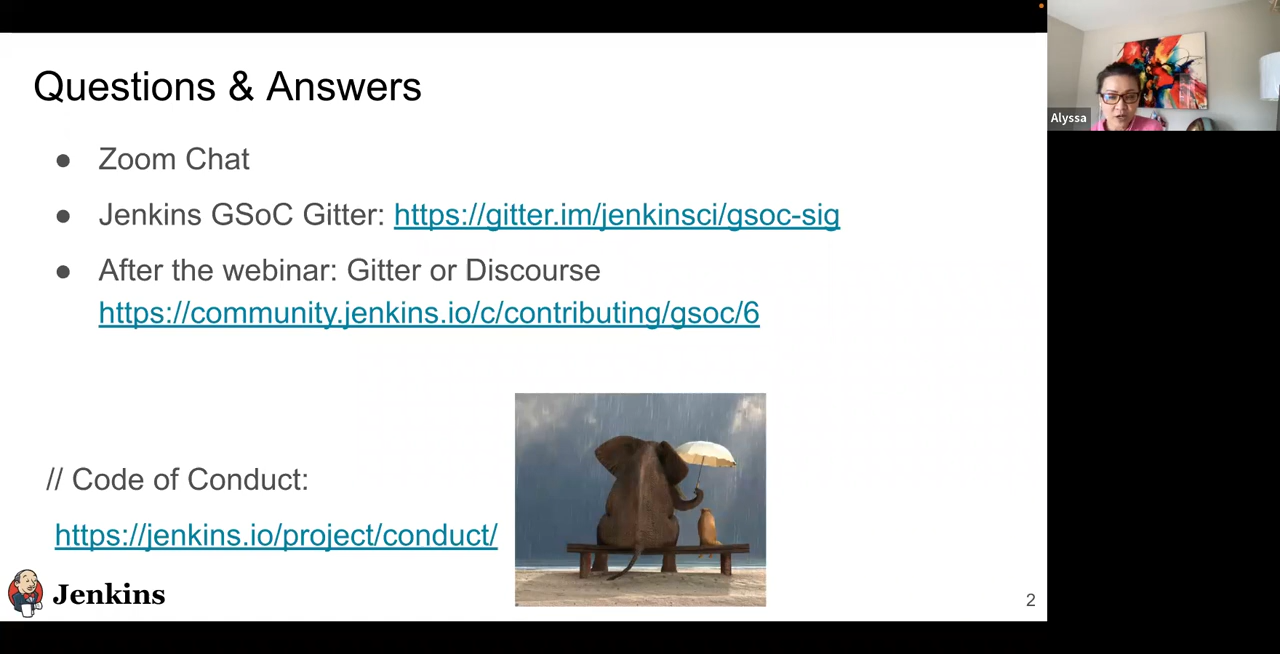 Questions & Answers
● Zoom Chat
● Jenkins GSoC Gitter: https://gitter.im/jenkinsci/gsoc-sig
● After the webinar: Gitter or Discourse
https://community.jenkins.io/c/contributing/gsoc/6
// Code of Conduct:
https://jenkins.io/project/conduct/
Jenkins
2
Alyssa